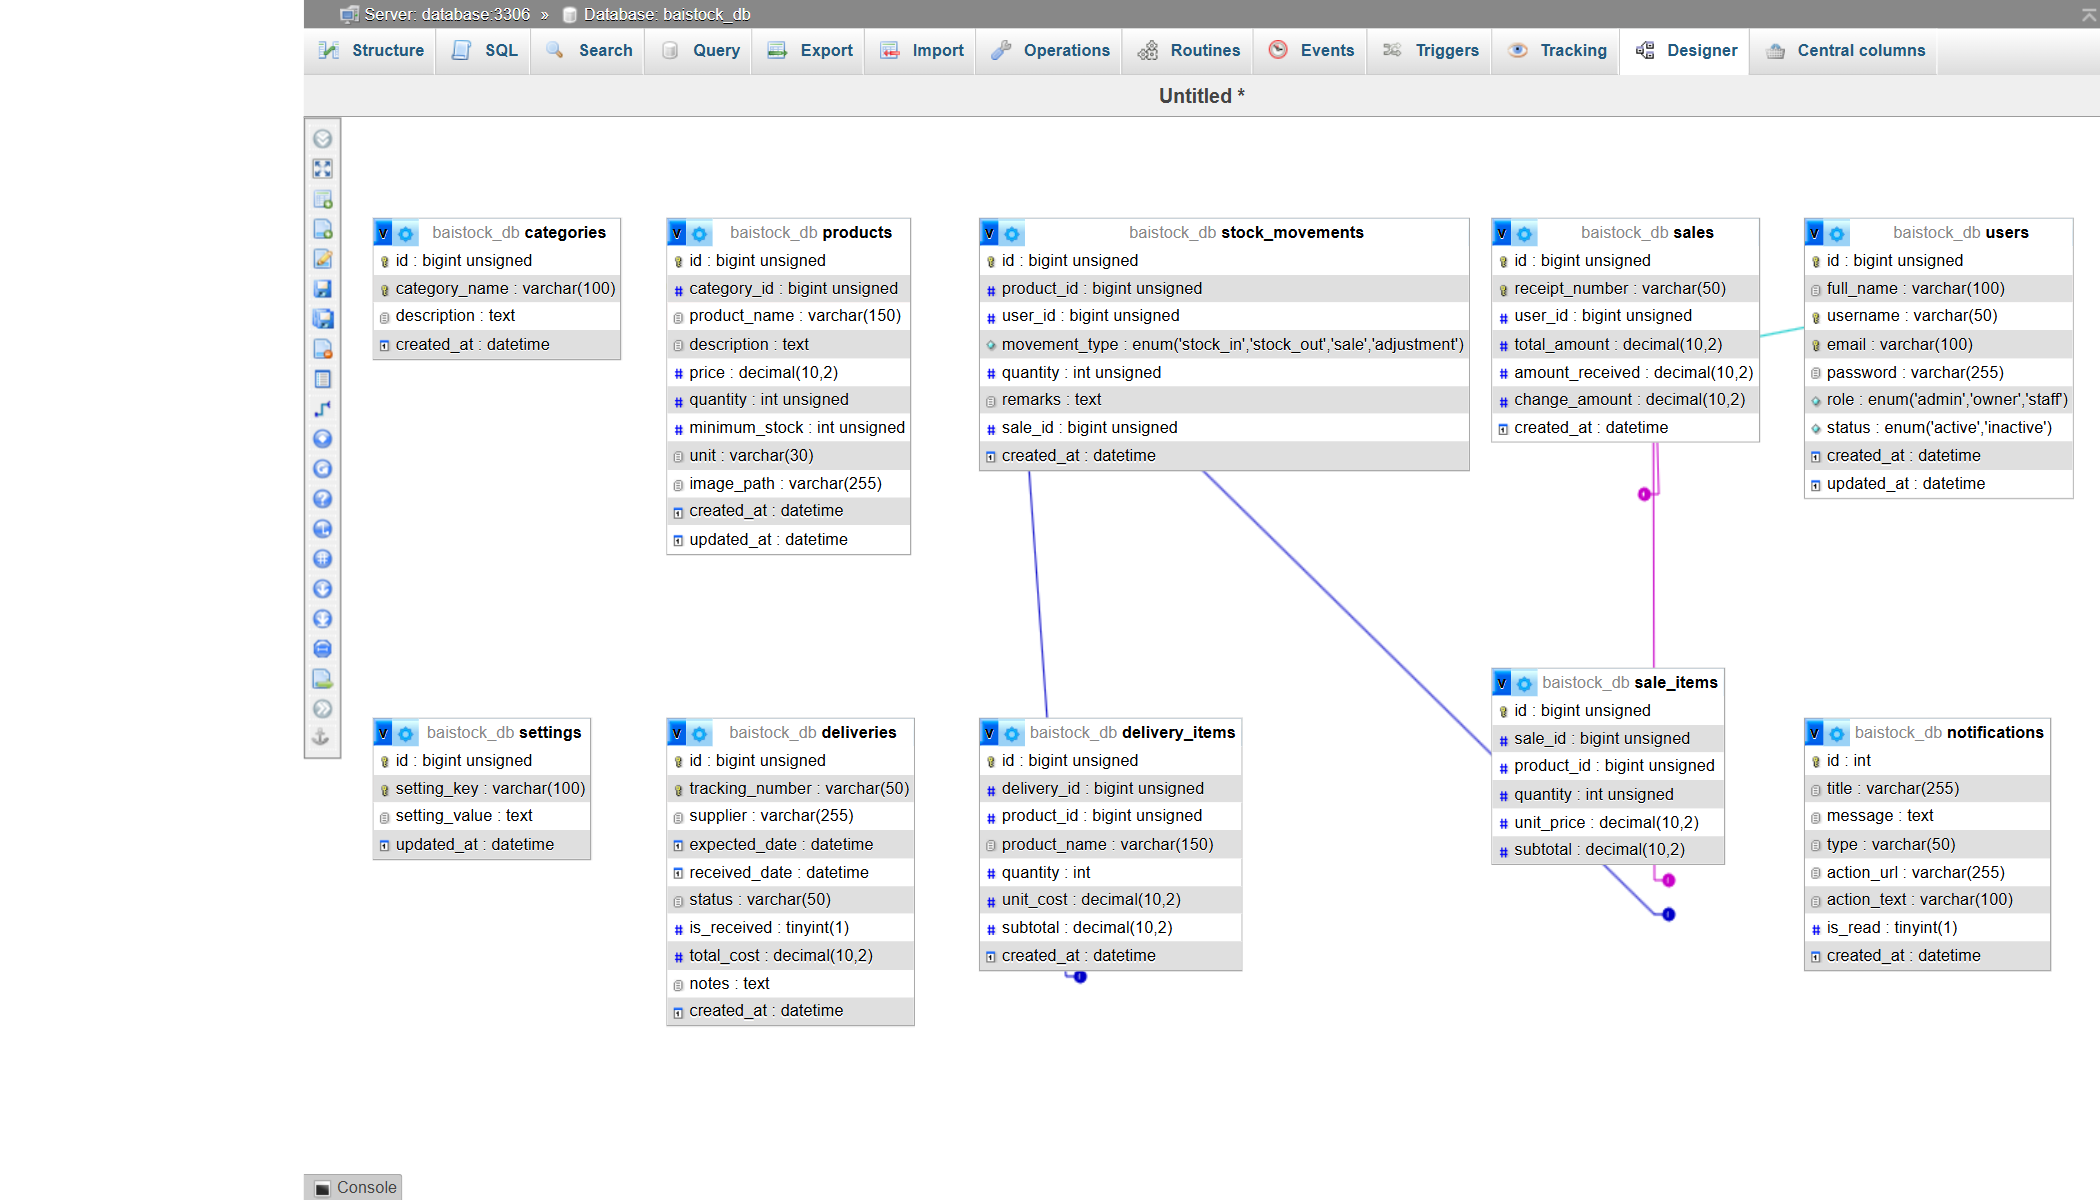 Server: database:3306 » Database: baistock_db
Structure SQL Search Query Export Import Operations Routines Events Triggers Tracking Designer Central columns
Untitled *
baistock_db categories
id : bigint unsigned
category_name : varchar(100)
description : text
created_at : datetime
baistock_db products
id : bigint unsigned
category_id : bigint unsigned
product_name : varchar(150)
description : text
price : decimal(10,2)
quantity : int unsigned
minimum_stock : int unsigned
unit : varchar(30)
image_path : varchar(255)
created_at : datetime
updated_at : datetime
baistock_db stock_movements
id : bigint unsigned
product_id : bigint unsigned
user_id : bigint unsigned
movement_type : enum('stock_in','stock_out','sale','adjustment')
quantity : int unsigned
remarks : text
sale_id : bigint unsigned
created_at : datetime
baistock_db sales
id : bigint unsigned
receipt_number : varchar(50)
user_id : bigint unsigned
total_amount : decimal(10,2)
amount_received : decimal(10,2)
change_amount : decimal(10,2)
created_at : datetime
baistock_db users
id : bigint unsigned
full_name : varchar(100)
username : varchar(50)
email : varchar(100)
password : varchar(255)
role : enum('admin','owner','staff')
status : enum('active','inactive')
created_at : datetime
updated_at : datetime
baistock_db settings
id : bigint unsigned
setting_key : varchar(100)
setting_value : text
updated_at : datetime
baistock_db deliveries
id : bigint unsigned
tracking_number : varchar(50)
supplier : varchar(255)
expected_date : datetime
received_date : datetime
status : varchar(50)
is_received : tinyint(1)
total_cost : decimal(10,2)
notes : text
created_at : datetime
baistock_db delivery_items
id : bigint unsigned
delivery_id : bigint unsigned
product_id : bigint unsigned
product_name : varchar(150)
quantity : int
unit_cost : decimal(10,2)
subtotal : decimal(10,2)
created_at : datetime
baistock_db sale_items
id : bigint unsigned
sale_id : bigint unsigned
product_id : bigint unsigned
quantity : int unsigned
unit_price : decimal(10,2)
subtotal : decimal(10,2)
baistock_db notifications
id : int
title : varchar(255)
message : text
type : varchar(50)
action_url : varchar(255)
action_text : varchar(100)
is_read : tinyint(1)
created_at : datetime
Console